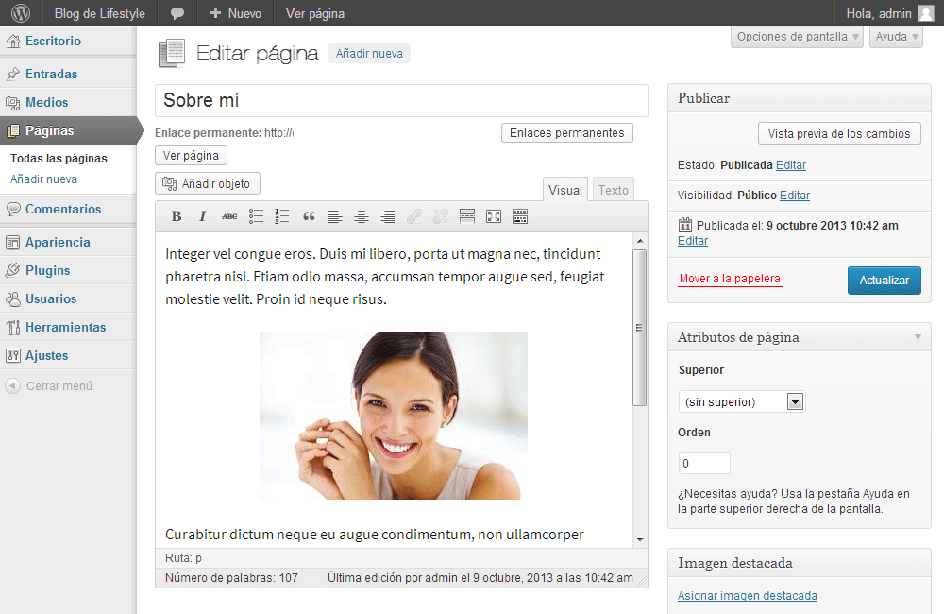 Blog de Lifestyle
Nuevo
Ver página
Hola, admin
Escritorio
Entradas
Medios
Páginas
Todas las páginas
Añadir nueva
Comentarios
Apariencia
Plugins
Usuarios
Herramientas
Ajustes
Cerrar menú
Opciones de pantalla
Ayuda
Editar página
Añadir nueva
Sobre mí
Enlace permanente: http://
Enlaces permanentes
Ver página
Añadir objeto
Visual
Texto
B I ABC
Integer vel congue eros. Duis mi libero, porta ut magna nec, tincidunt
pharetra nisl. Etiam odio massa, accumsan tempor augue sed, feugiat
molestie velit. Proin id neque risus.
Curabitur dictum neque eu augue condimentum, non ullamcorper
Ruta: p
Número de palabras: 107
Última edición por admin el 9 octubre, 2013 a las 10:42 am
Publicar
Vista previa de los cambios
Estado: Publicada Editar
Visibilidad: Público Editar
Publicada el: 9 octubre 2013 10:42 am
Editar
Mover a la papelera
Actualizar
Atributos de página
Superior
(sin superior)
Orden
0
¿Necesitas ayuda? Usa la pestaña Ayuda en
la parte superior derecha de la pantalla.
Imagen destacada
Asignar imagen destacada